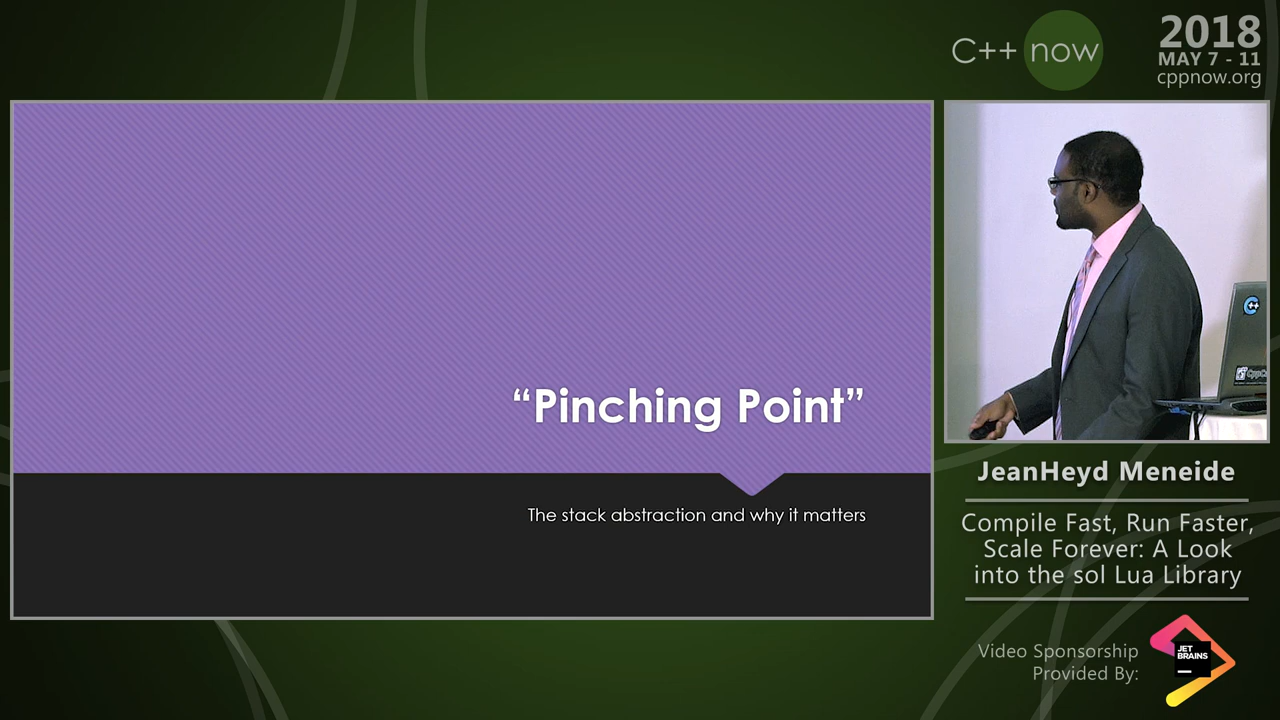 C++ now
2018
MAY 7 - 11
cppnow.org
“Pinching Point”
The stack abstraction and why it matters
C++
JeanHeyd Meneide
Compile Fast, Run Faster,
Scale Forever: A Look
into the sol Lua Library
Video Sponsorship
Provided By:
JET
BRAINS